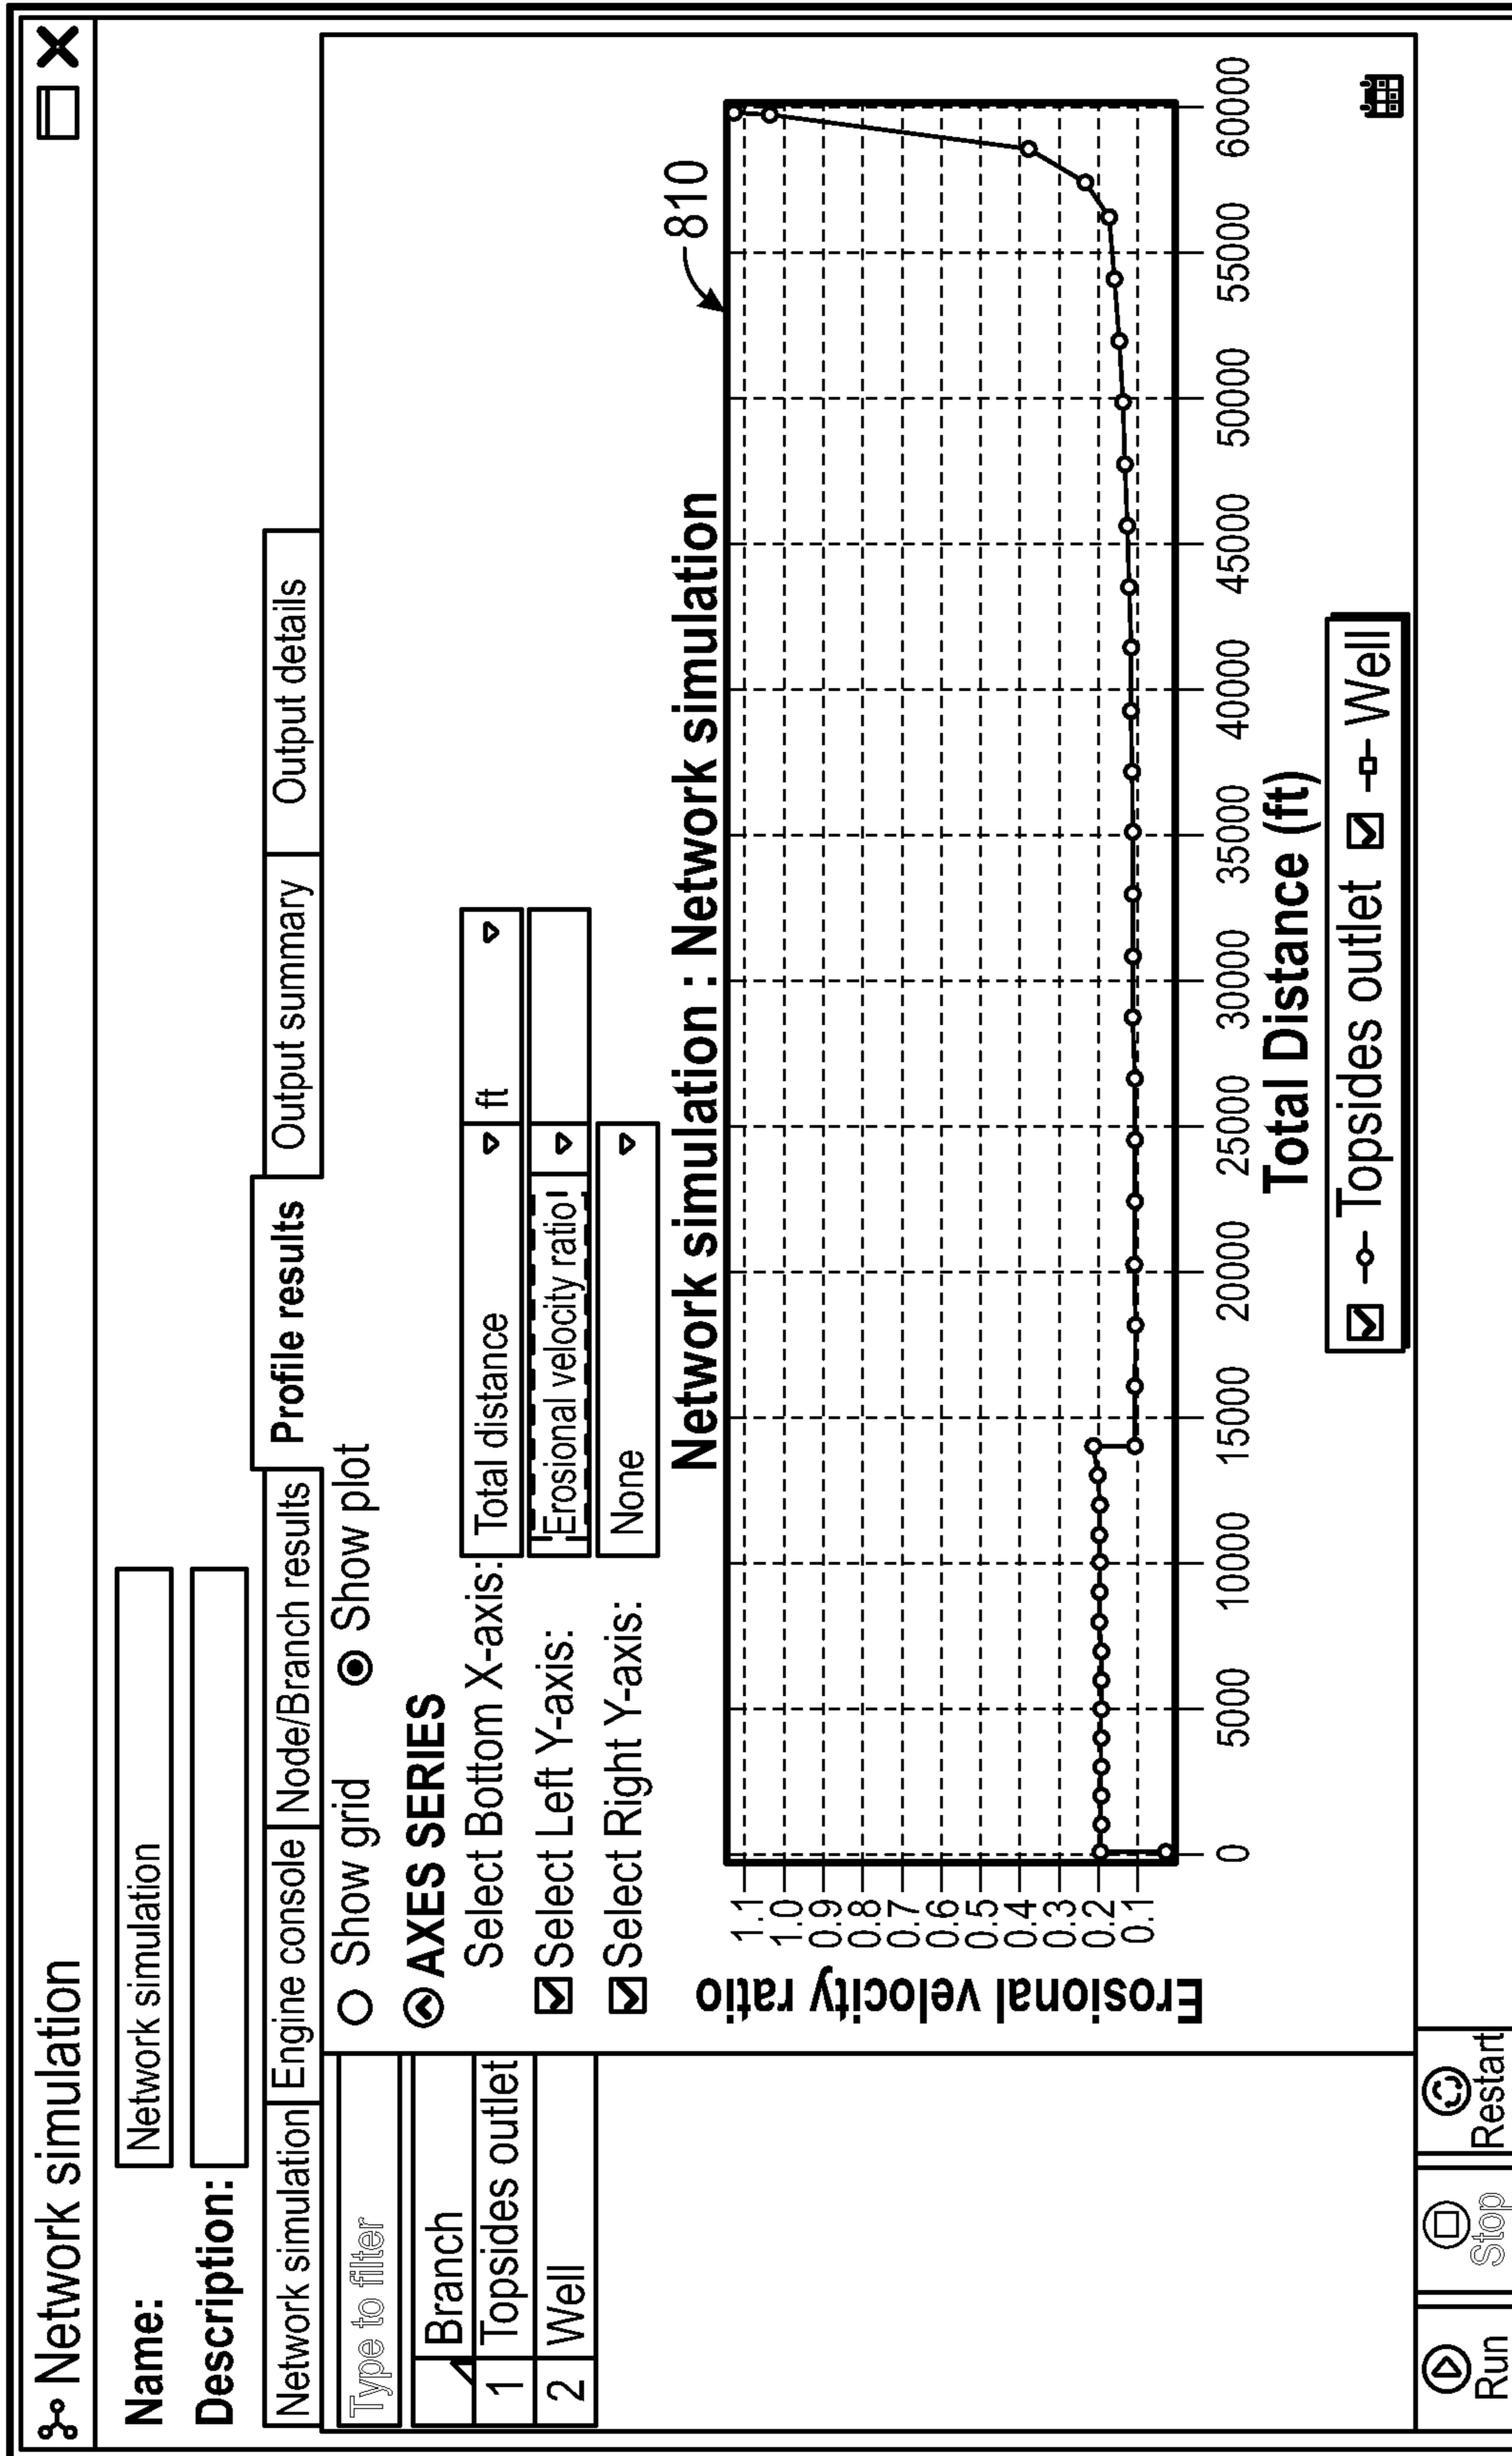 Network simulation
Name: Network simulation
Description:
Network simulation Engine console Node/Branch results Profile results Output summary Output details
Type to filter
Branch
1 Topsides outlet
2 Well
Show grid Show plot
AXES SERIES
Select Bottom X-axis: Total distance ft
Select Left Y-axis: Erosional velocity ratio
Select Right Y-axis: None
Network simulation : Network simulation
810
Erosional velocity ratio
1.1
1.0
0.9
0.8
0.7
0.6
0.5
0.4
0.3
0.2
0.1
0 5000 10000 15000 20000 25000 30000 35000 40000 45000 50000 55000 60000
Total Distance (ft)
Topsides outlet Well
Run Stop Restart